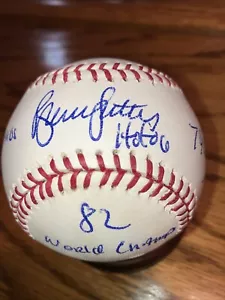 Bruce Sutter
HOF 06
82
World Champs